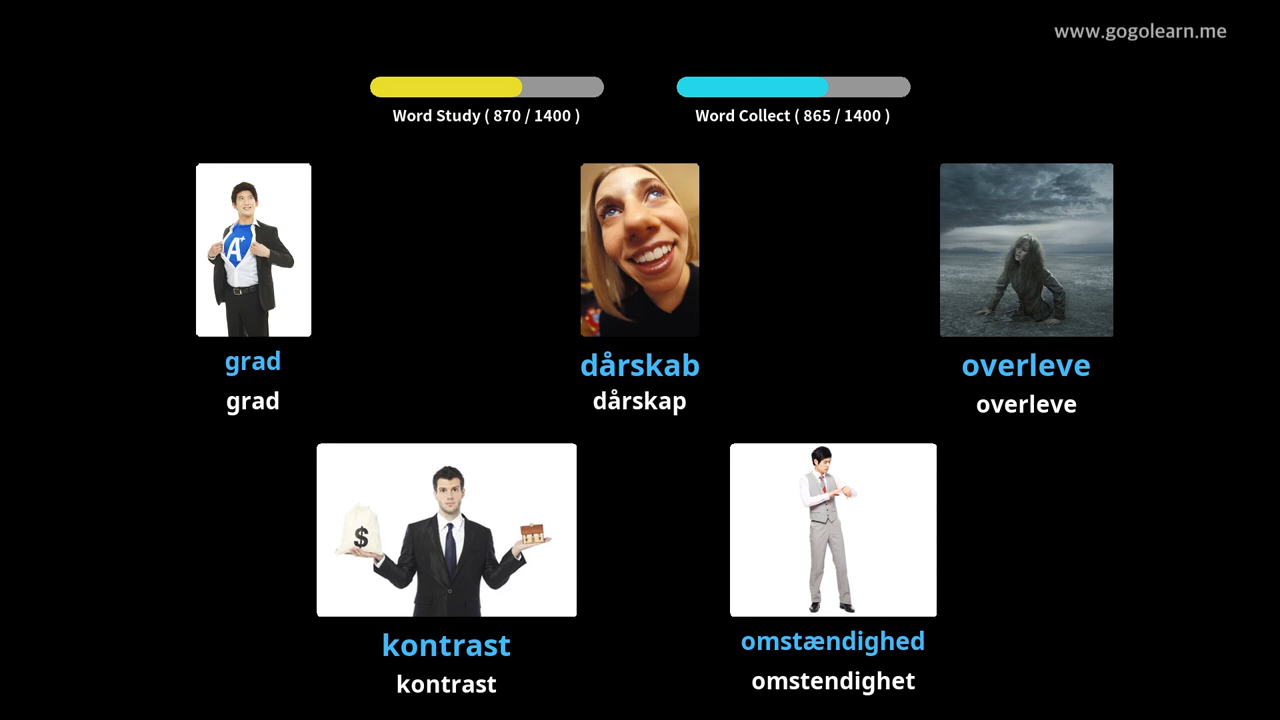 www.gogolearn.me
Word Study ( 870 / 1400 )
Word Collect ( 865 / 1400 )
A+
grad
grad
dårskab
dårskap
overleve
overleve
$
kontrast
kontrast
omstændighed
omstendighet